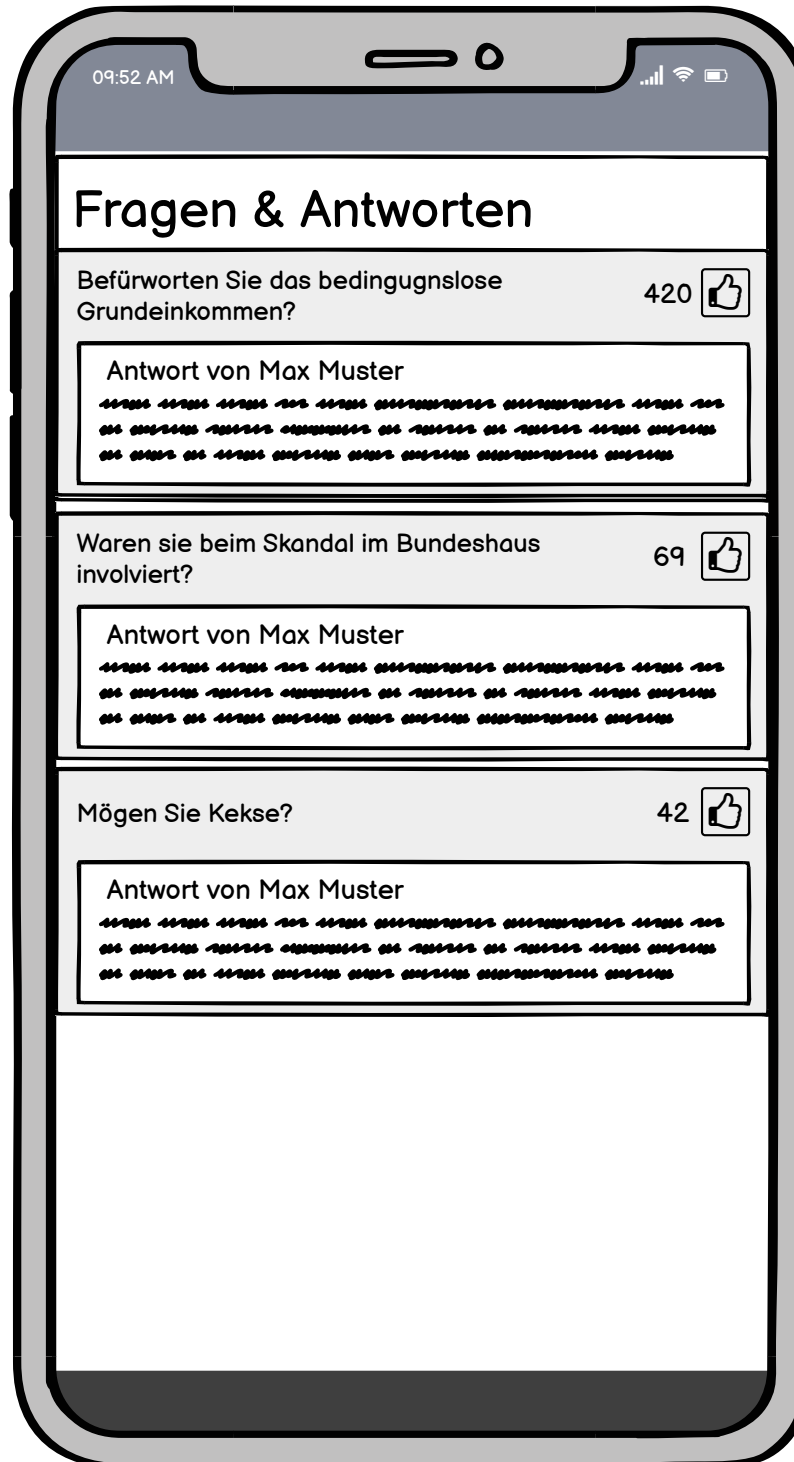 09:52 AM
Fragen & Antworten
Befürworten Sie das bedingugnslose
Grundeinkommen?
420
Antwort von Max Muster
Waren sie beim Skandal im Bundeshaus
involviert?
69
Antwort von Max Muster
Mögen Sie Kekse?
42
Antwort von Max Muster